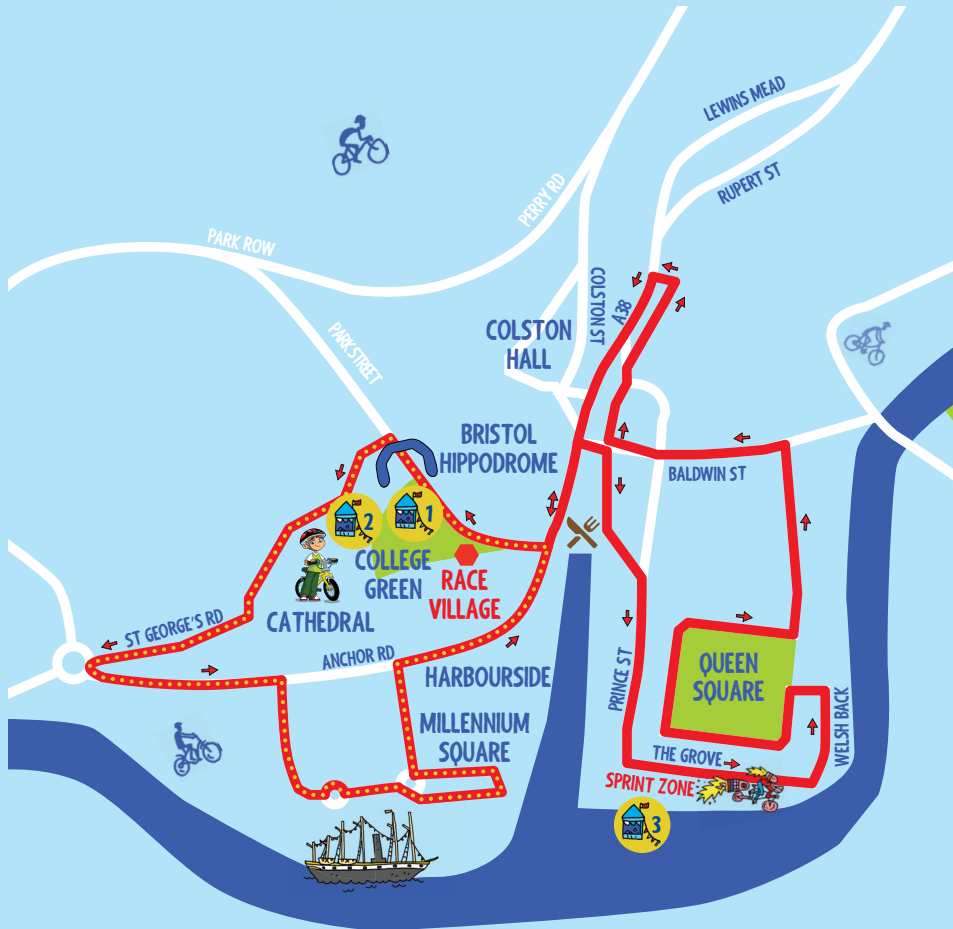 LEWINS MEAD
RUPERT ST
PERRY RD
PARK ROW
COLSTON ST
A38
COLSTON
HALL
PARK STREET
BRISTOL
HIPPODROME
BALDWIN ST
1
2
COLLEGE
GREEN
RACE
VILLAGE
CATHEDRAL
ST GEORGE'S RD
ANCHOR RD
HARBOURSIDE
PRINCE ST
QUEEN
SQUARE
MILLENNIUM
SQUARE
WELSH BACK
THE GROVE
SPRINT ZONE
3